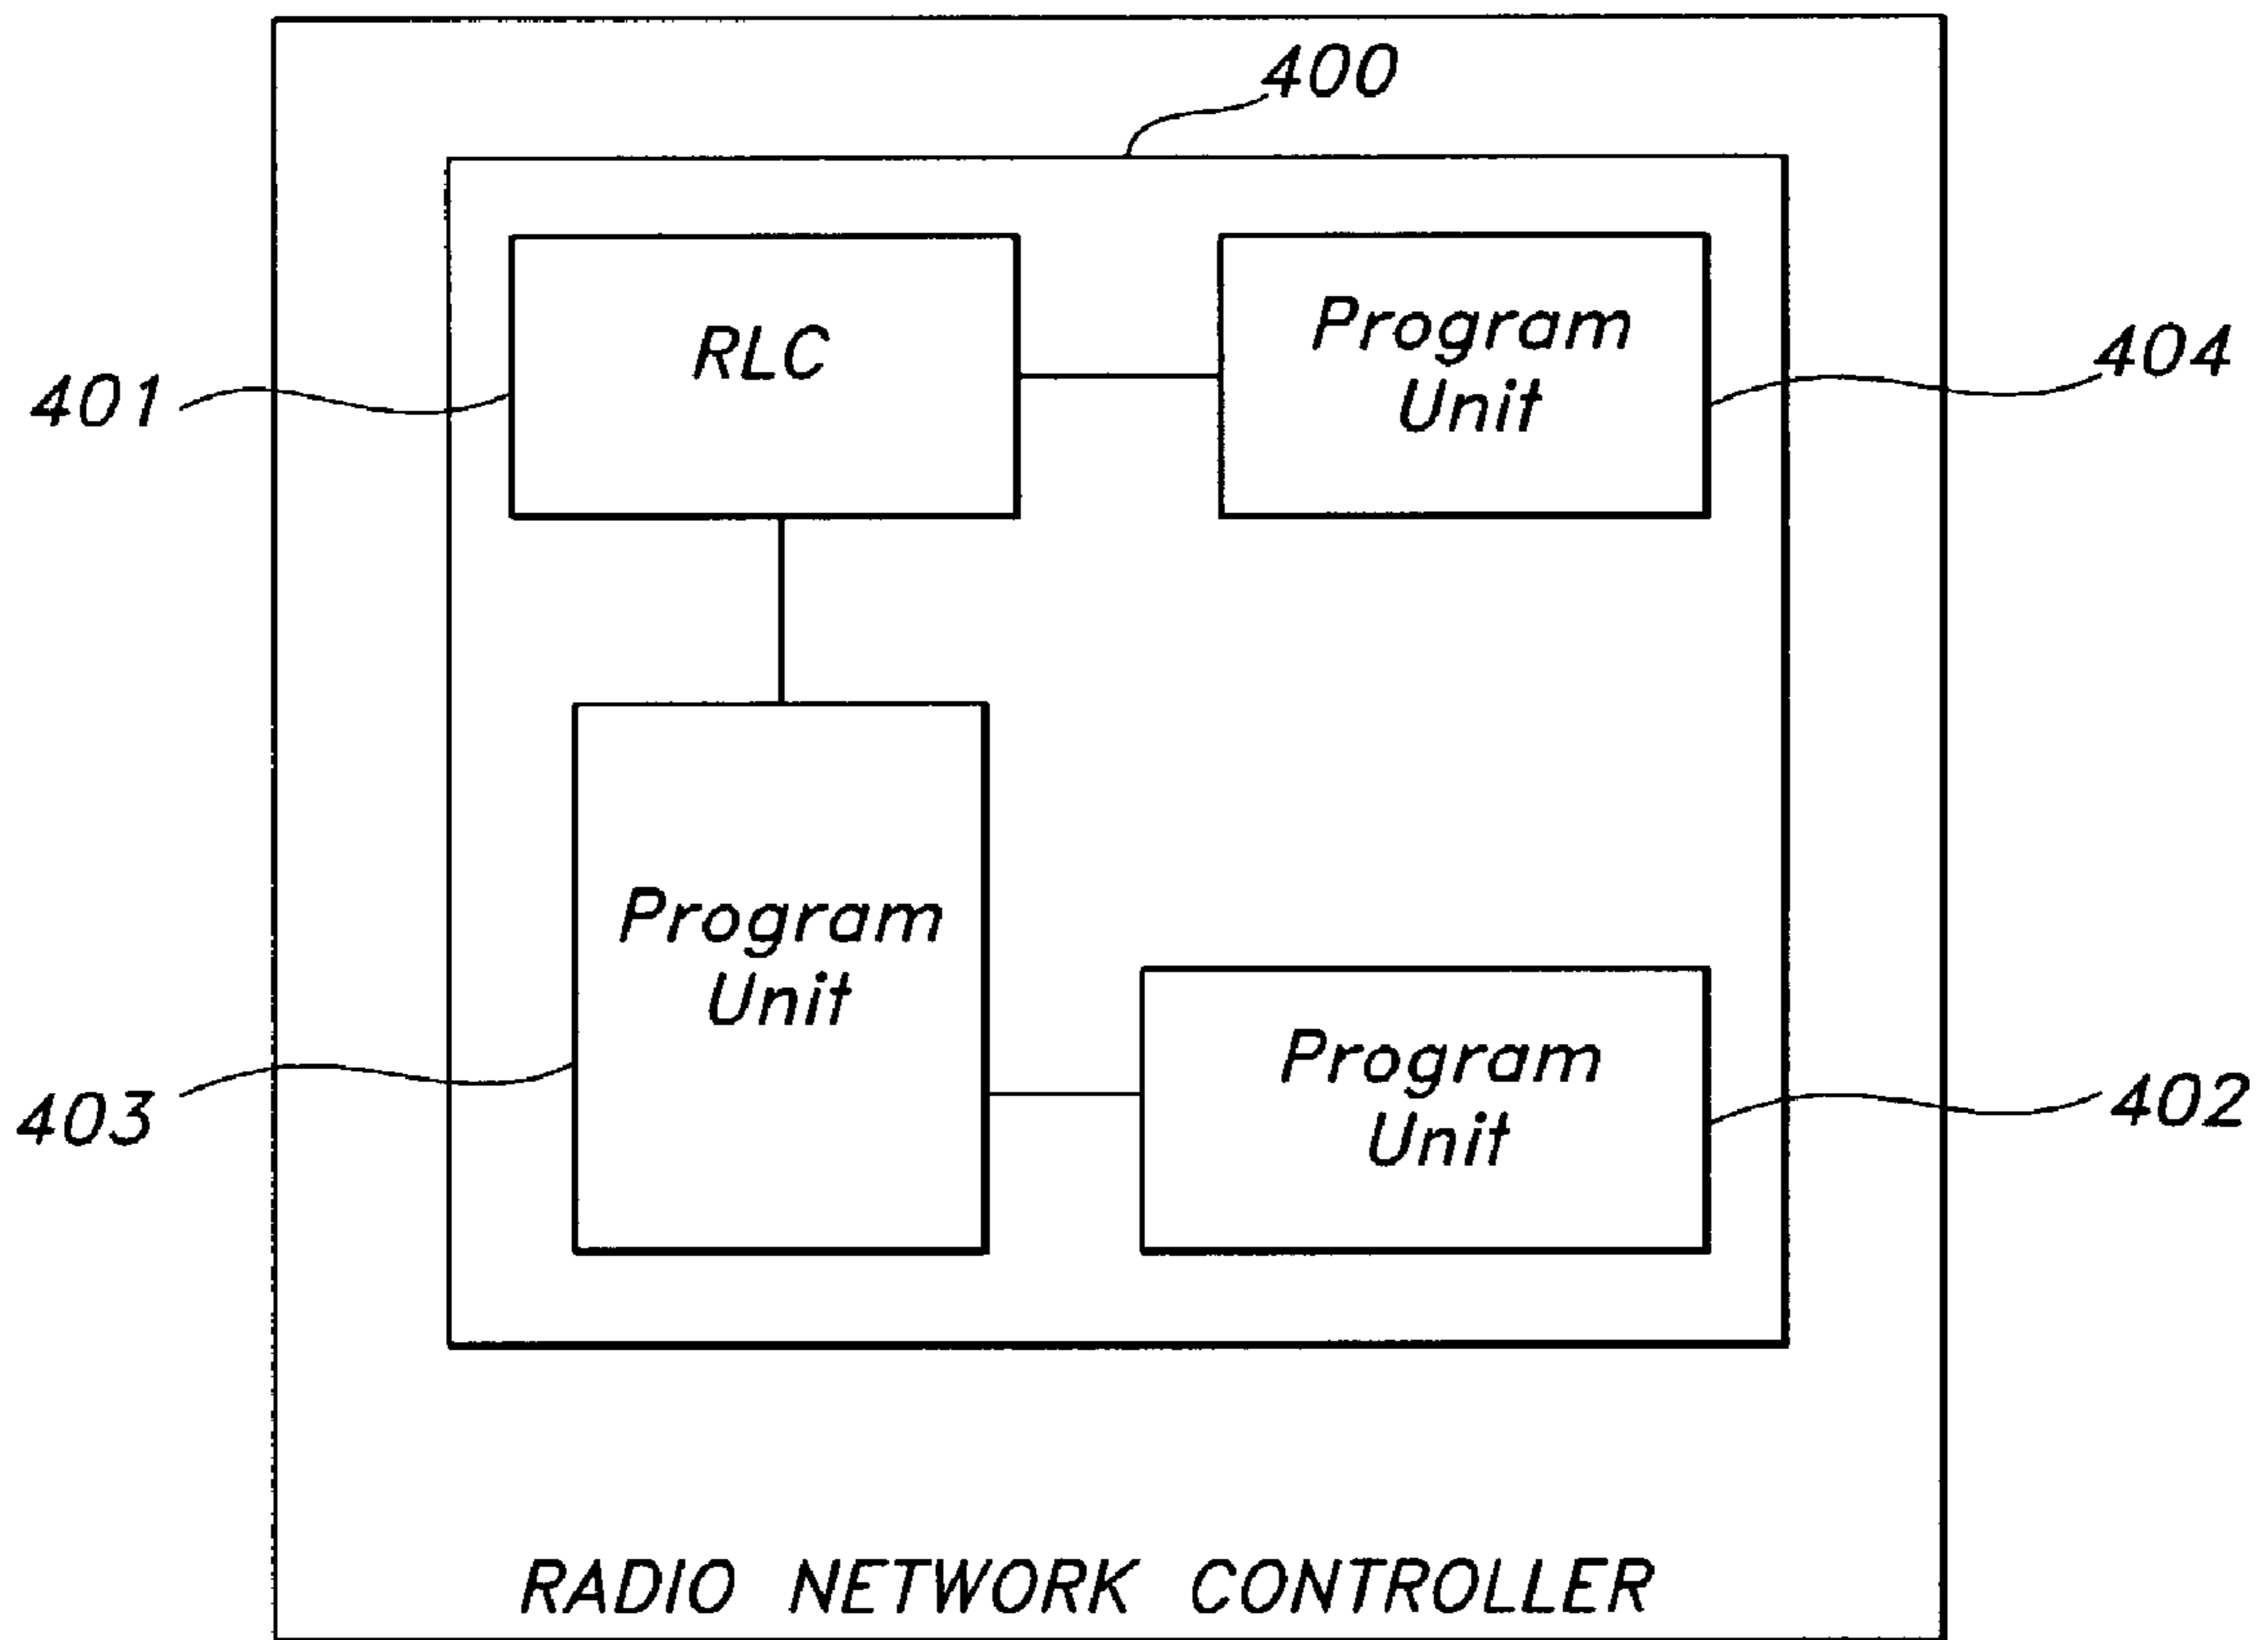 400
RLC
Program
Unit
401
404
Program
Unit
403
Program
Unit
402
RADIO NETWORK CONTROLLER